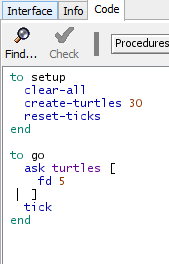 Interface Info Code
Find... Check Procedures
to setup
  clear-all
  create-turtles 30
  reset-ticks
end

to go
  ask turtles [
    fd 5
  ]
  tick
end